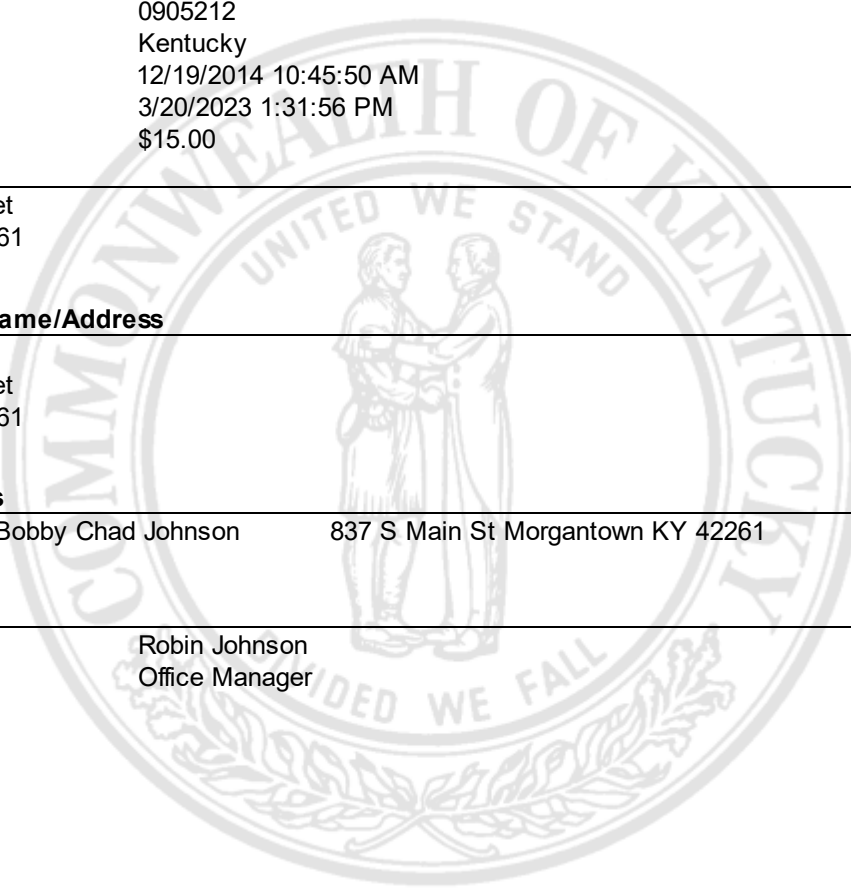 0905212
Kentucky
12/19/2014 10:45:50 AM
3/20/2023 1:31:56 PM
$15.00
et
61
ame/Address
et
61
s
Bobby Chad Johnson 837 S Main St Morgantown KY 42261
Robin Johnson
Office Manager
COMMONWEALTH OF KENTUCKY
UNITED WE STAND
DIVIDED WE FALL